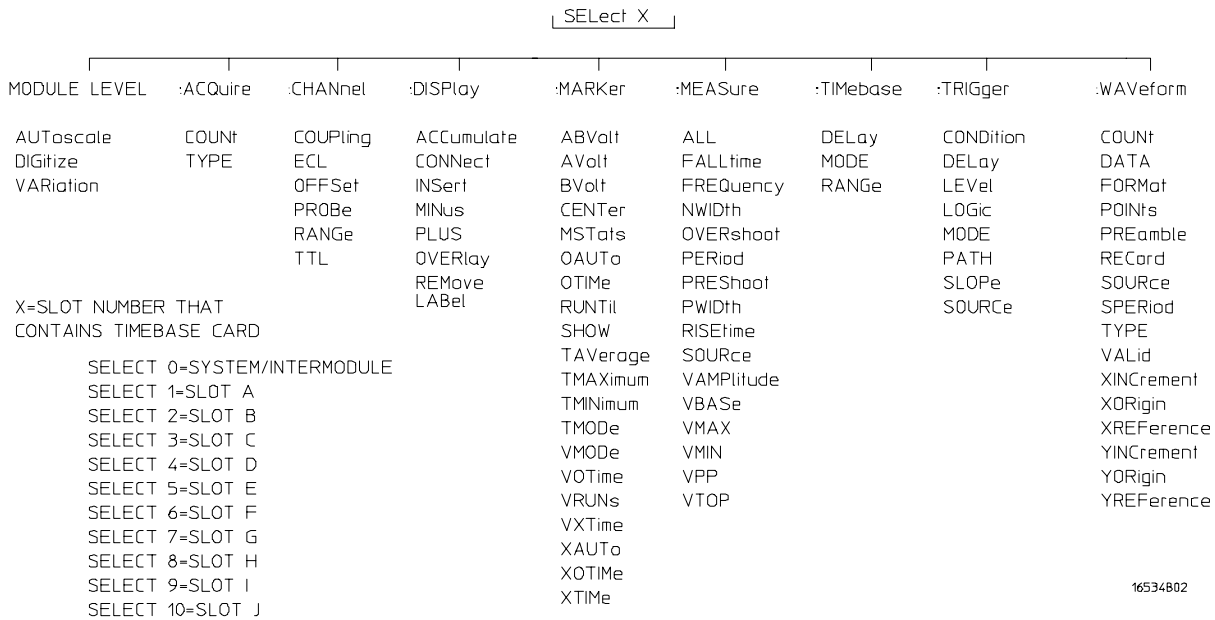 SELect X
MODULE LEVEL :ACQuire :CHANnel :DISPlay :MARKer :MEASure :TIMebase :TRIGger :WAVeform
AUToscale COUNt COUPling ACCumulate ABVolt ALL DELay CONDition COUNt
DIGitize TYPE ECL CONNect AVolt FALLtime MODE DELay DATA
VARiation OFFSet INSert BVolt FREQuency RANGe LEVel FORMat
PROBe MINus CENTer NWIDth LOGic POINts
RANGe PLUS MSTats OVERshoot MODE PREamble
TTL OVERlay OAUTo PERiod PATH RECord
REMove OTIMe PREShoot SLOPe SOURce
X=SLOT NUMBER THAT LABel RUNTil PWIDth SOURCe SPERiod
CONTAINS TIMEBASE CARD SHOW RISEtime TYPE
TAVerage SOURce VALid
SELECT 0=SYSTEM/INTERMODULE TMAXimum VAMPlitude XINCrement
SELECT 1=SLOT A TMINimum VBASe XORigin
SELECT 2=SLOT B TMODe VMAX XREFerence
SELECT 3=SLOT C VMODe VMIN YINCrement
SELECT 4=SLOT D VOTime VPP YORigin
SELECT 5=SLOT E VRUNs VTOP YREFerence
SELECT 6=SLOT F VXTime
SELECT 7=SLOT G XAUTo
SELECT 8=SLOT H XOTIMe
SELECT 9=SLOT I XTIMe
SELECT 10=SLOT J
16534B02